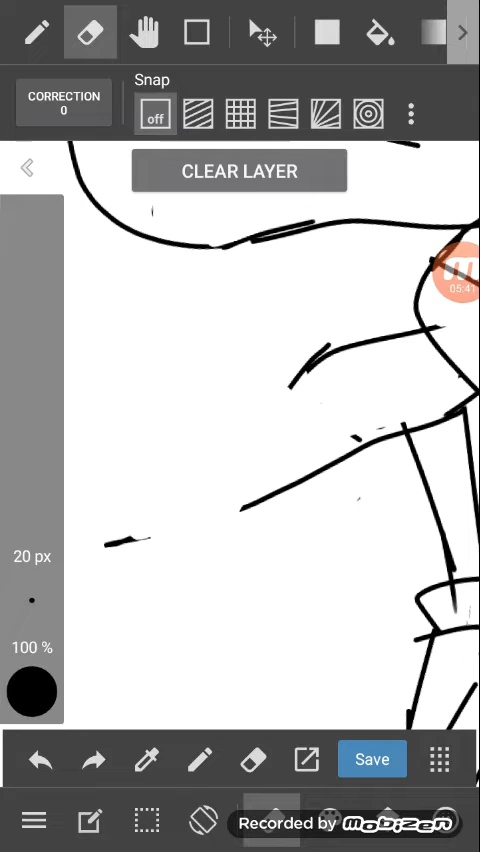 CORRECTION
0
Snap
off
CLEAR LAYER
05:41
20 px
100 %
Save
Recorded by mobizen